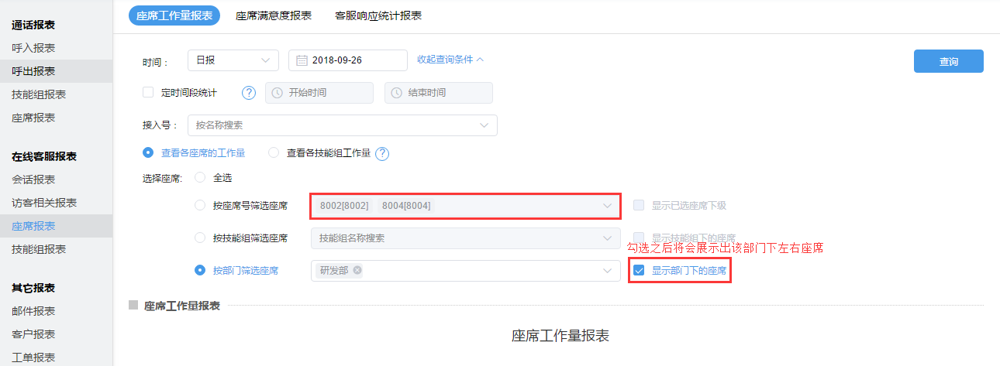 通话报表
呼入报表
呼出报表
技能组报表
座席报表
在线客服报表
会话报表
访客相关报表
座席报表
技能组报表
其它报表
邮件报表
客户报表
工单报表
座席工作量报表 座席满意度报表 客服响应统计报表
时间： 日报 2018-09-26 收起查询条件 查询
定时间段统计 ? 开始时间 结束时间
接入号： 按名称搜索
查看各座席的工作量 查看各技能组工作量 ?
选择座席: 全选
按座席号筛选座席 8002[8002] 8004[8004] 显示已选座席下级
按技能组筛选座席 技能组名称搜索 显示技能组下的座席
勾选之后将会展示出该部门下左右座席
按部门筛选座席 研发部 显示部门下的座席
座席工作量报表
座席工作量报表